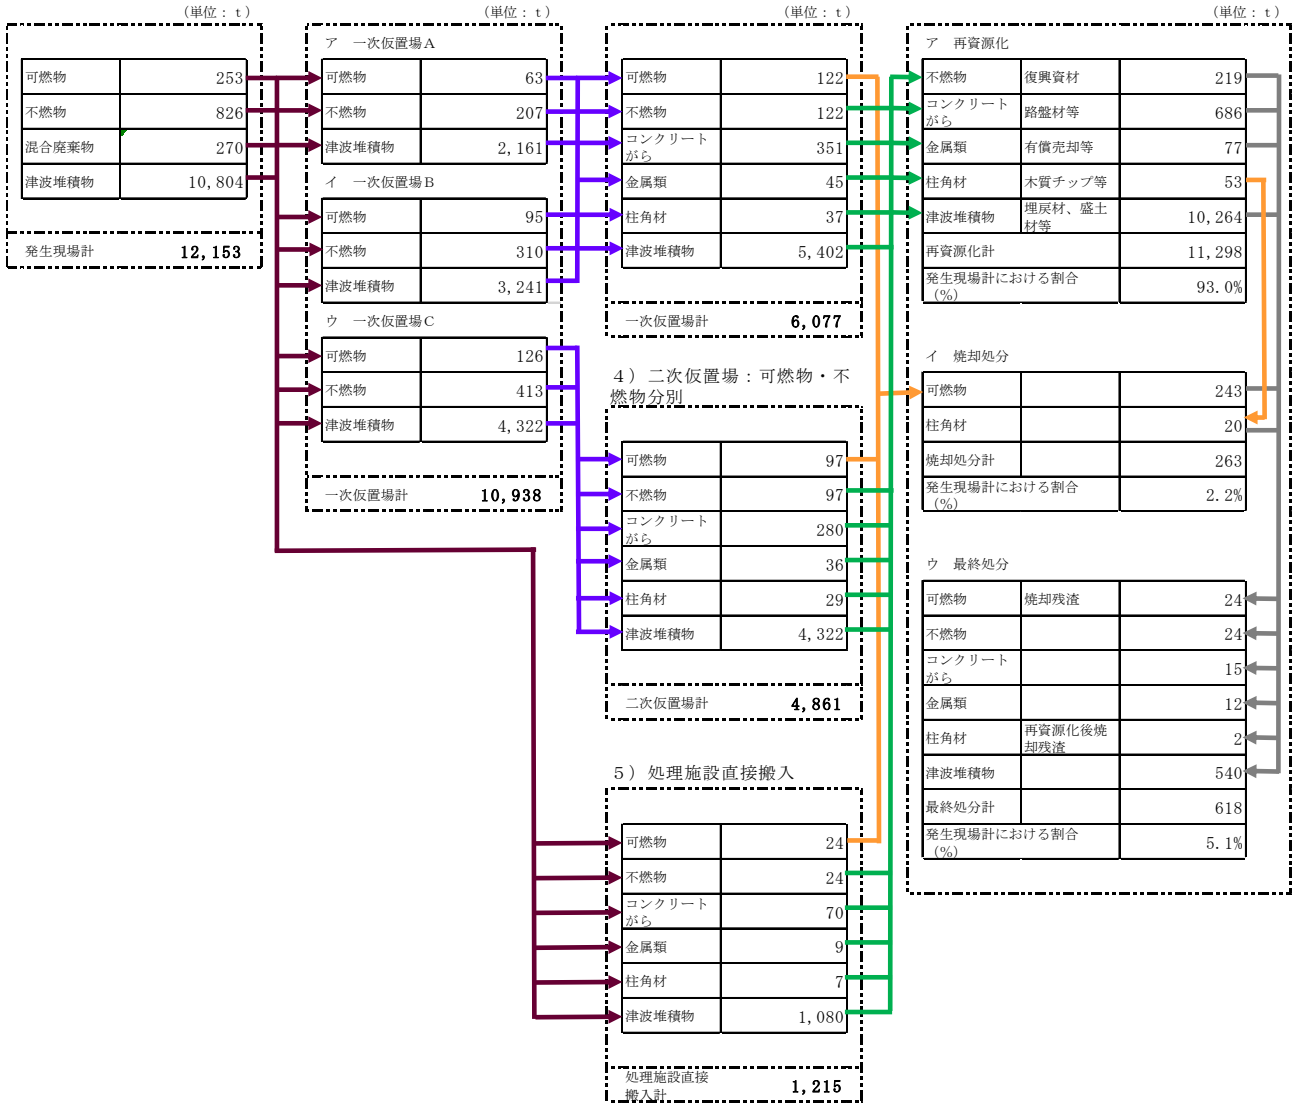 （単位：ｔ）
可燃物 253
不燃物 826
混合廃棄物 270
津波堆積物 10,804
発生現場計 12,153
（単位：ｔ）
ア　一次仮置場Ａ
可燃物 63
不燃物 207
津波堆積物 2,161
イ　一次仮置場Ｂ
可燃物 95
不燃物 310
津波堆積物 3,241
ウ　一次仮置場Ｃ
可燃物 126
不燃物 413
津波堆積物 4,322
一次仮置場計 10,938
（単位：ｔ）
可燃物 122
不燃物 122
コンクリート
がら 351
金属類 45
柱角材 37
津波堆積物 5,402
一次仮置場計 6,077
４）二次仮置場：可燃物・不
燃物分別
可燃物 97
不燃物 97
コンクリート
がら 280
金属類 36
柱角材 29
津波堆積物 4,322
二次仮置場計 4,861
５）処理施設直接搬入
可燃物 24
不燃物 24
コンクリート
がら 70
金属類 9
柱角材 7
津波堆積物 1,080
処理施設直接
搬入計 1,215
（単位：ｔ）
ア　再資源化
不燃物 復興資材 219
コンクリート
がら 路盤材等 686
金属類 有償売却等 77
柱角材 木質チップ等 53
津波堆積物 埋戻材、盛土
材等 10,264
再資源化計 11,298
発生現場計における割合
（%） 93.0%
イ　焼却処分
可燃物 243
柱角材 20
焼却処分計 263
発生現場計における割合
（%） 2.2%
ウ　最終処分
可燃物 焼却残渣 24
不燃物 24
コンクリート
がら 15
金属類 12
柱角材 再資源化後焼
却残渣 2
津波堆積物 540
最終処分計 618
発生現場計における割合
（%） 5.1%